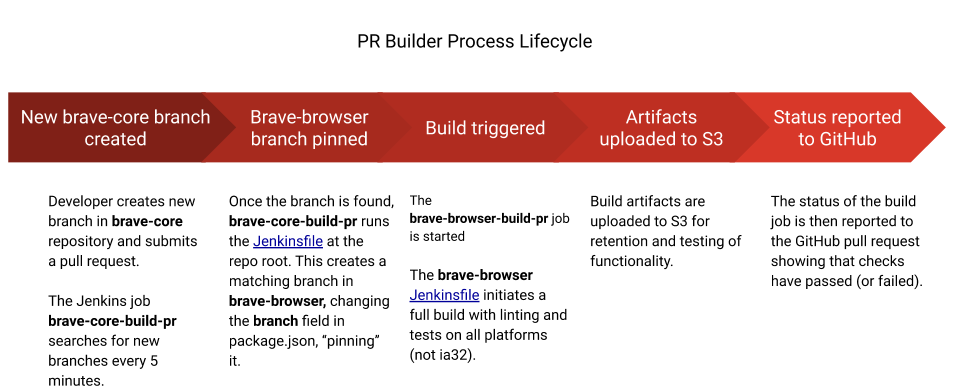 PR Builder Process Lifecycle
New brave-core branch
created
Brave-browser
branch pinned
Build triggered
Artifacts
uploaded to S3
Status reported
to GitHub
Developer creates new
branch in brave-core
repository and submits
a pull request.
The Jenkins job
brave-core-build-pr
searches for new
branches every 5
minutes.
Once the branch is found,
brave-core-build-pr runs
the Jenkinsfile at the
repo root. This creates a
matching branch in
brave-browser, changing
the branch field in
package.json, “pinning”
it.
The
brave-browser-build-pr job
is started
The brave-browser
Jenkinsfile initiates a
full build with linting and
tests on all platforms
(not ia32).
Build artifacts are
uploaded to S3 for
retention and testing of
functionality.
The status of the build
job is then reported to
the GitHub pull request
showing that checks
have passed (or failed).